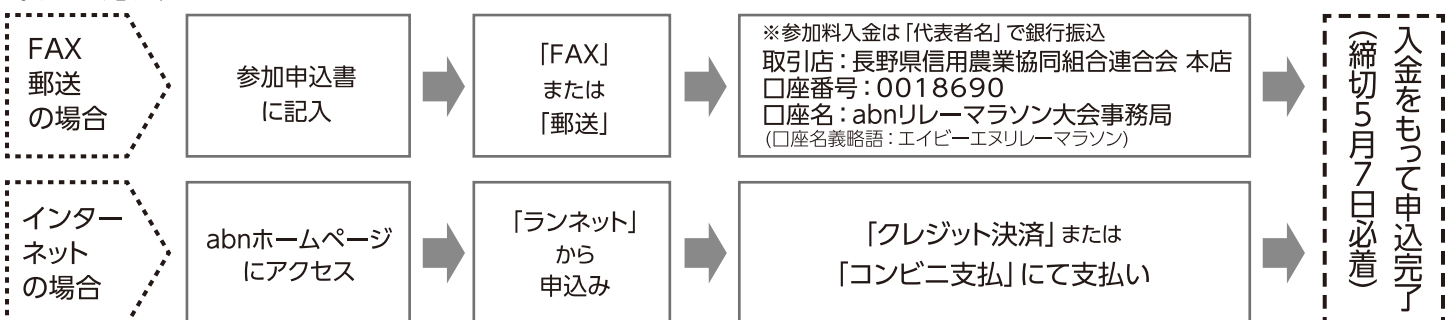 FAX
郵送
の場合
参加申込書
に記入
「FAX」
または
「郵送」
※参加料入金は「代表者名」で銀行振込
取引店：長野県信用農業協同組合連合会 本店
口座番号：0018690
口座名：abnリレーマラソン大会事務局
(口座名義略語：エイビーエヌリレーマラソン)
インター
ネット
の場合
abnホームページ
にアクセス
「ランネット」
から
申込み
「クレジット決済」または
「コンビニ支払」にて支払い
入金をもって申込完了
（締切5月7日必着）